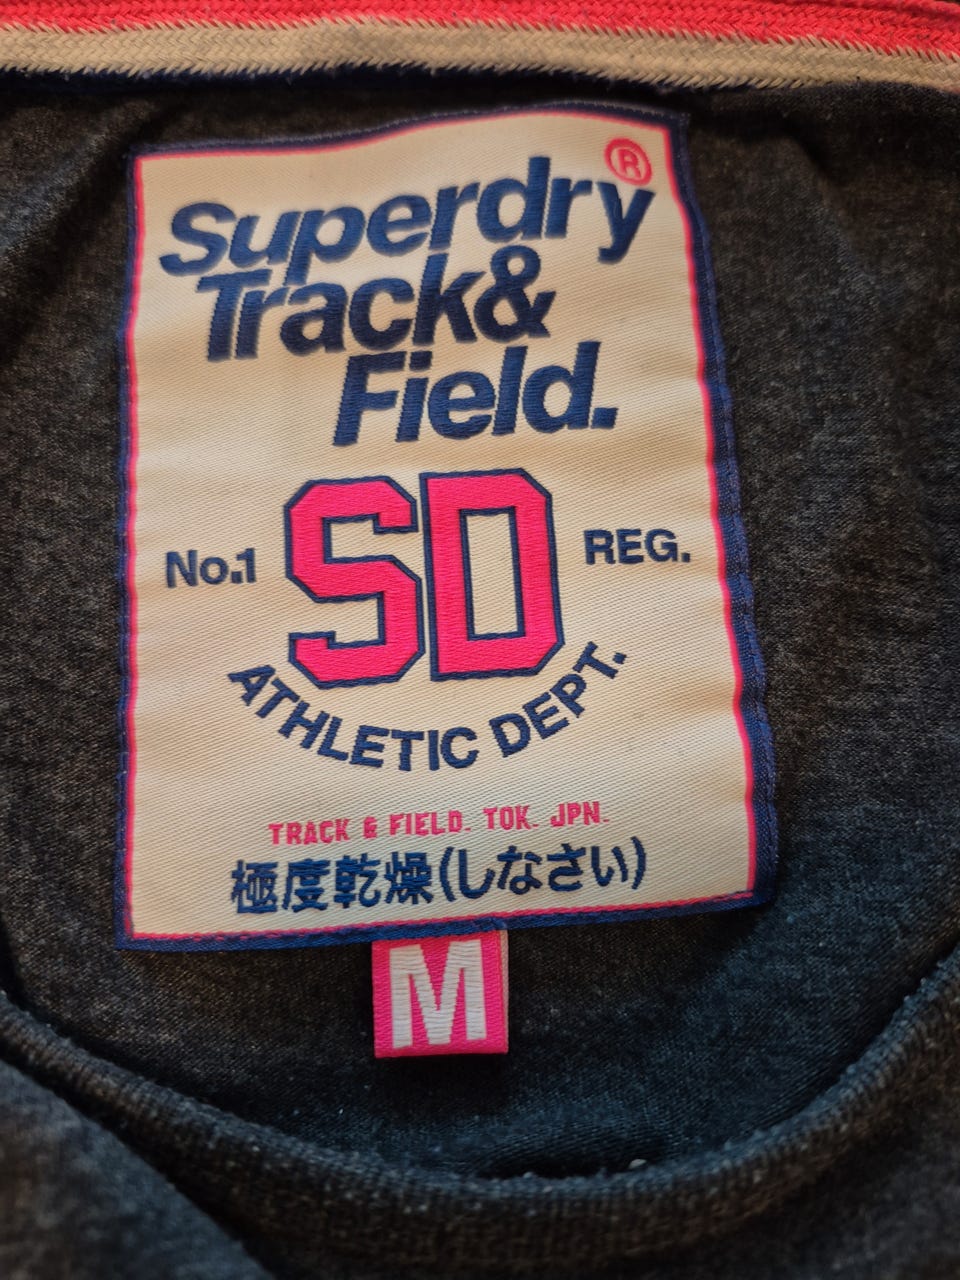 Superdry®
Track&
Field.
No.1 SD REG.
ATHLETIC DEPT.
TRACK & FIELD. TOK. JPN.
極度乾燥(しなさい)
M